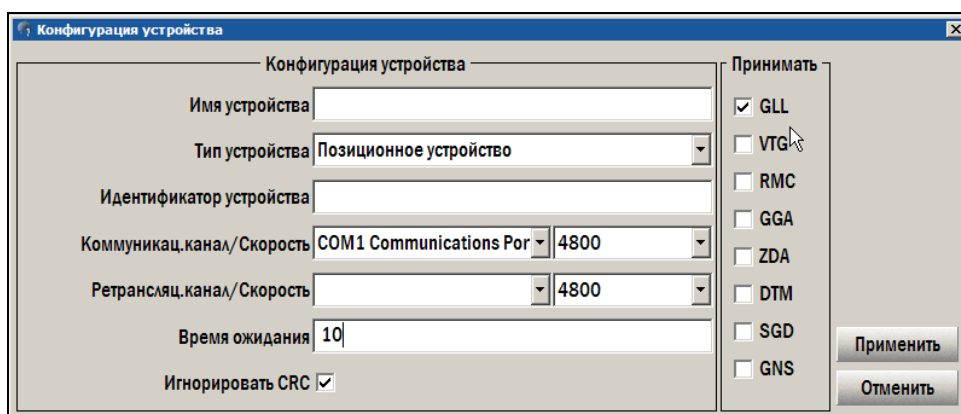 Конфигурация устройства
Конфигурация устройства
Принимать
Имя устройства
GLL
Тип устройства Позиционное устройство
VTG
Идентификатор устройства
RMC
GGA
Коммуникац.канал/Скорость COM1 Communications Por 4800
ZDA
Ретрансляц.канал/Скорость 4800
DTM
Время ожидания 10
SGD
Применить
Игнорировать CRC
GNS
Отменить